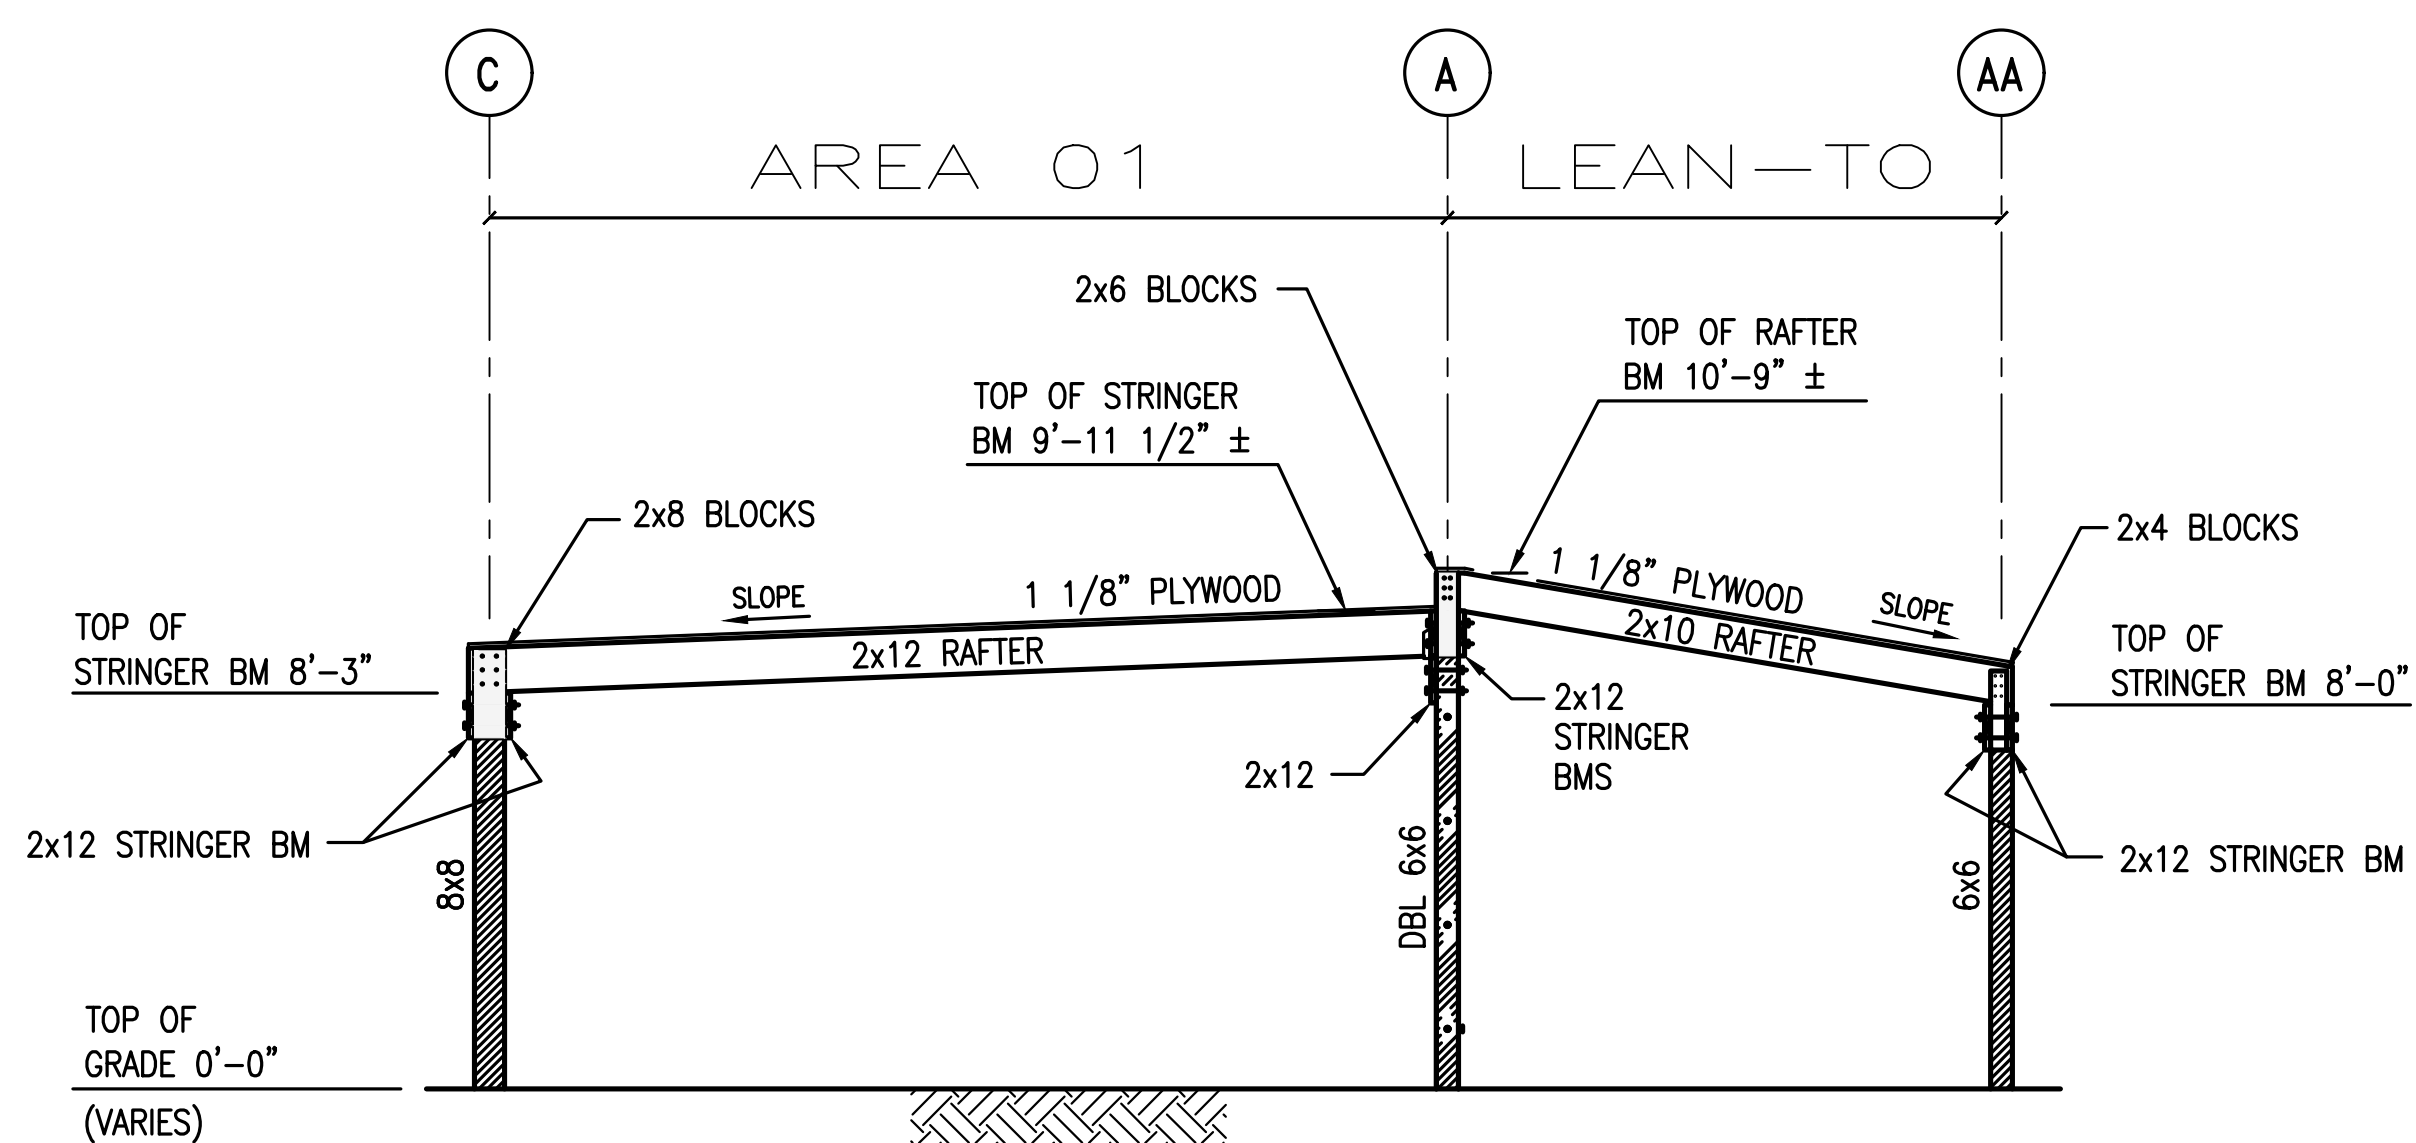 C
A
AA
AREA 01
LEAN-TO
2x6 BLOCKS
TOP OF RAFTER
BM 10'-9" ±
TOP OF STRINGER
BM 9'-11 1/2" ±
2x8 BLOCKS
2x4 BLOCKS
1 1/8" PLYWOOD
SLOPE
1 1/8" PLYWOOD
SLOPE
TOP OF
STRINGER BM 8'-3"
2x12 RAFTER
2x10 RAFTER
TOP OF
STRINGER BM 8'-0"
2x12
STRINGER
BMS
2x12
2x12 STRINGER BM
8x8
DBL 6x6
6x6
2x12 STRINGER BM
TOP OF
GRADE 0'-0"
(VARIES)